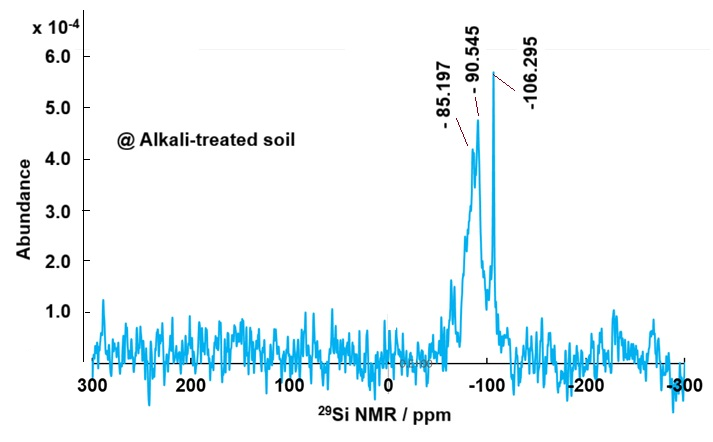 x 10-4
6.0
5.0
4.0
3.0
2.0
1.0
Abundance
@ Alkali-treated soil
- 85.197
- 90.545
-106.295
300 200 100 0 -100 -200 -300
29Si NMR / ppm